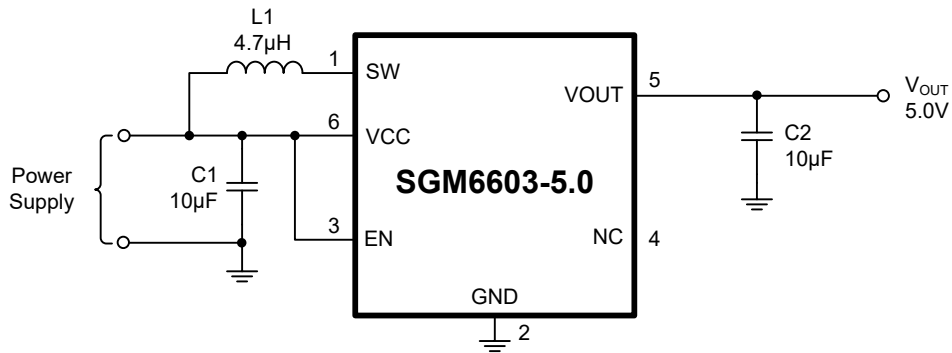 L1
4.7μH
1
SW
VOUT
5
VOUT
5.0V
6
VCC
C2
10μF
Power
Supply
C1
10μF
SGM6603-5.0
3
EN
NC
4
GND
2